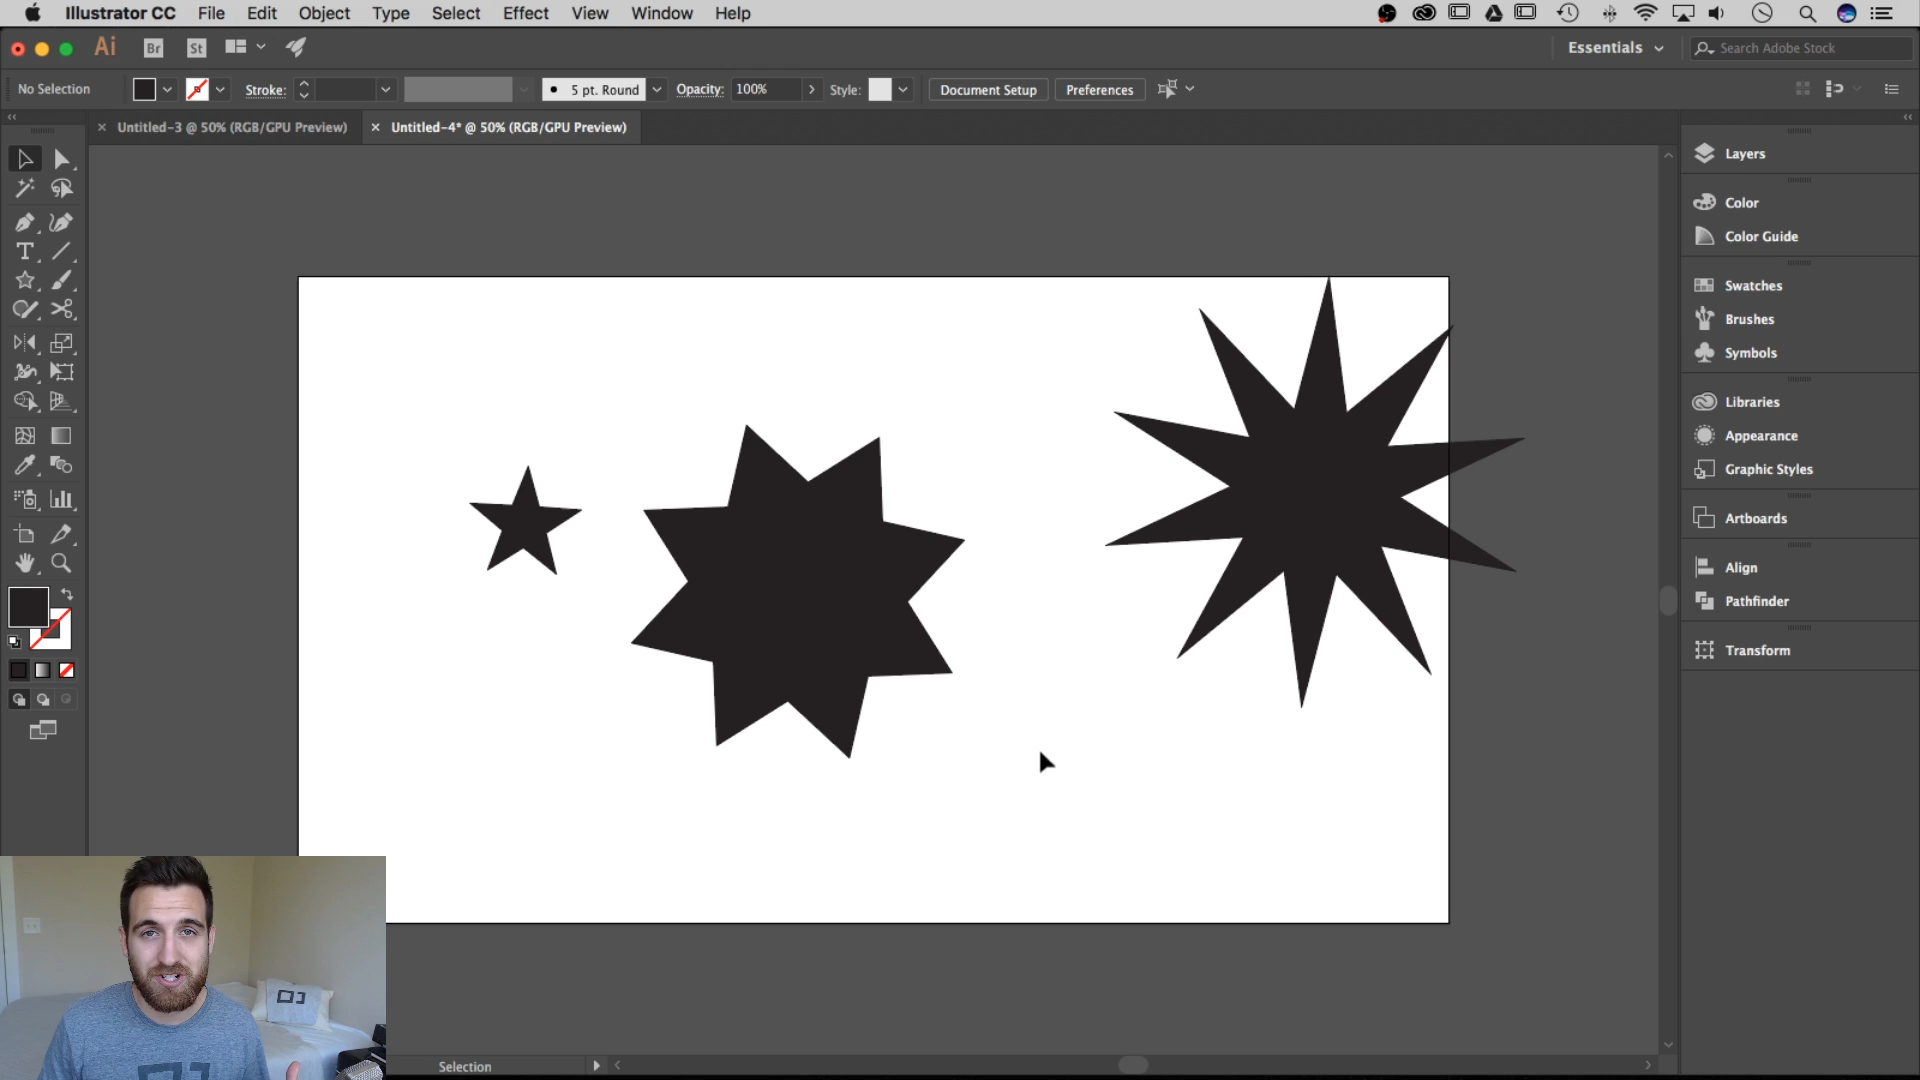 Illustrator CC File Edit Object Type Select Effect View Window Help
Ai Br St Essentials Search Adobe Stock
No Selection Stroke: 5 pt. Round Opacity: 100% Style: Document Setup Preferences
Untitled-3 @ 50% (RGB/GPU Preview) Untitled-4* @ 50% (RGB/GPU Preview)
Layers
Color
Color Guide
Swatches
Brushes
Symbols
Libraries
Appearance
Graphic Styles
Artboards
Align
Pathfinder
Transform
Selection